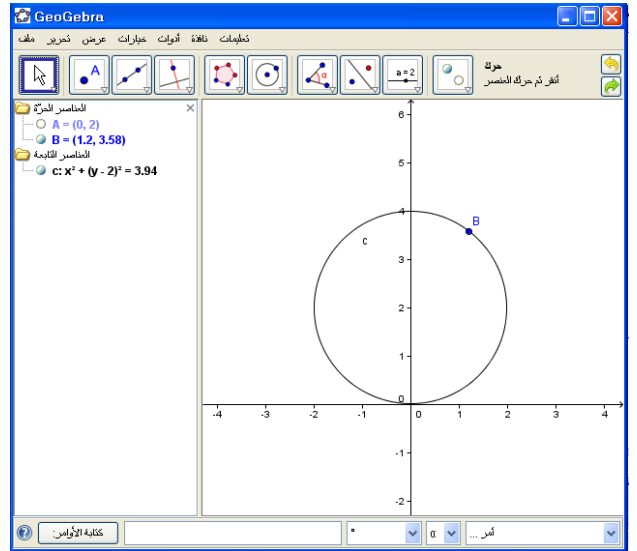 GeoGebra
ملف تحرير عرض خيارات أدوات نافذة تعليمات
A
α
a = 2
حرك
أنقر ثم حرك العنصر
العناصر الحرّة
A = (0, 2)
B = (1.2, 3.58)
العناصر التابعة
c: x² + (y - 2)² = 3.94
6
5
4
3
2
1
0
-4 -3 -2 -1 0 1 2 3 4
-1
-2
B
c
كتابة الأوامر:
°
α
أمر ...